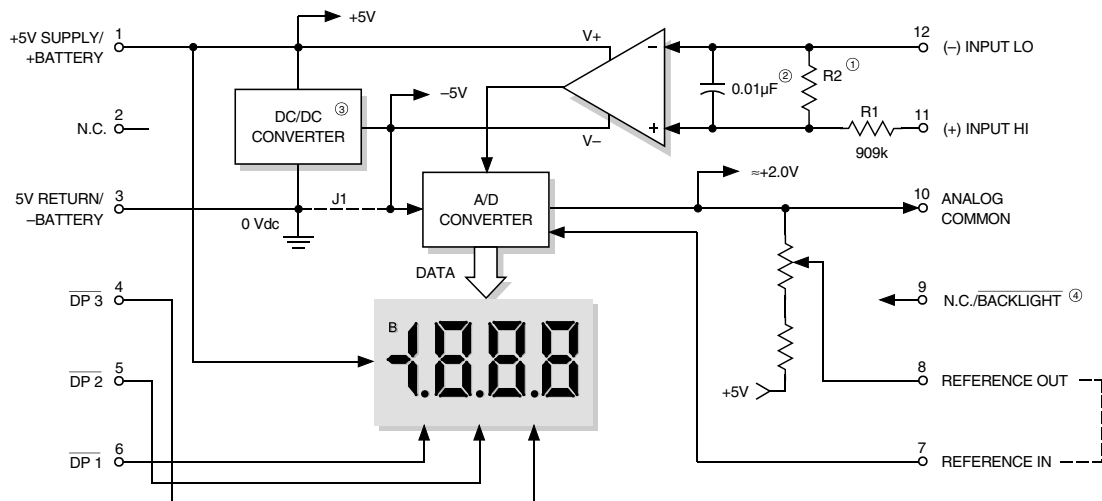 +5V
+5V SUPPLY/
+BATTERY
1
V+
–
12
(–) INPUT LO
DC/DC ③
CONVERTER
–5V
0.01µF ②
R2 ①
2
N.C.
+
V–
R1
909k
11
(+) INPUT HI
≈+2.0V
5V RETURN/
–BATTERY
3
0 Vdc
J1
A/D
CONVERTER
10
ANALOG
COMMON
DATA
4
DP 3
B
-1.8.8.8
9
N.C./BACKLIGHT ④
5
DP 2
+5V
8
REFERENCE OUT
6
DP 1
7
REFERENCE IN